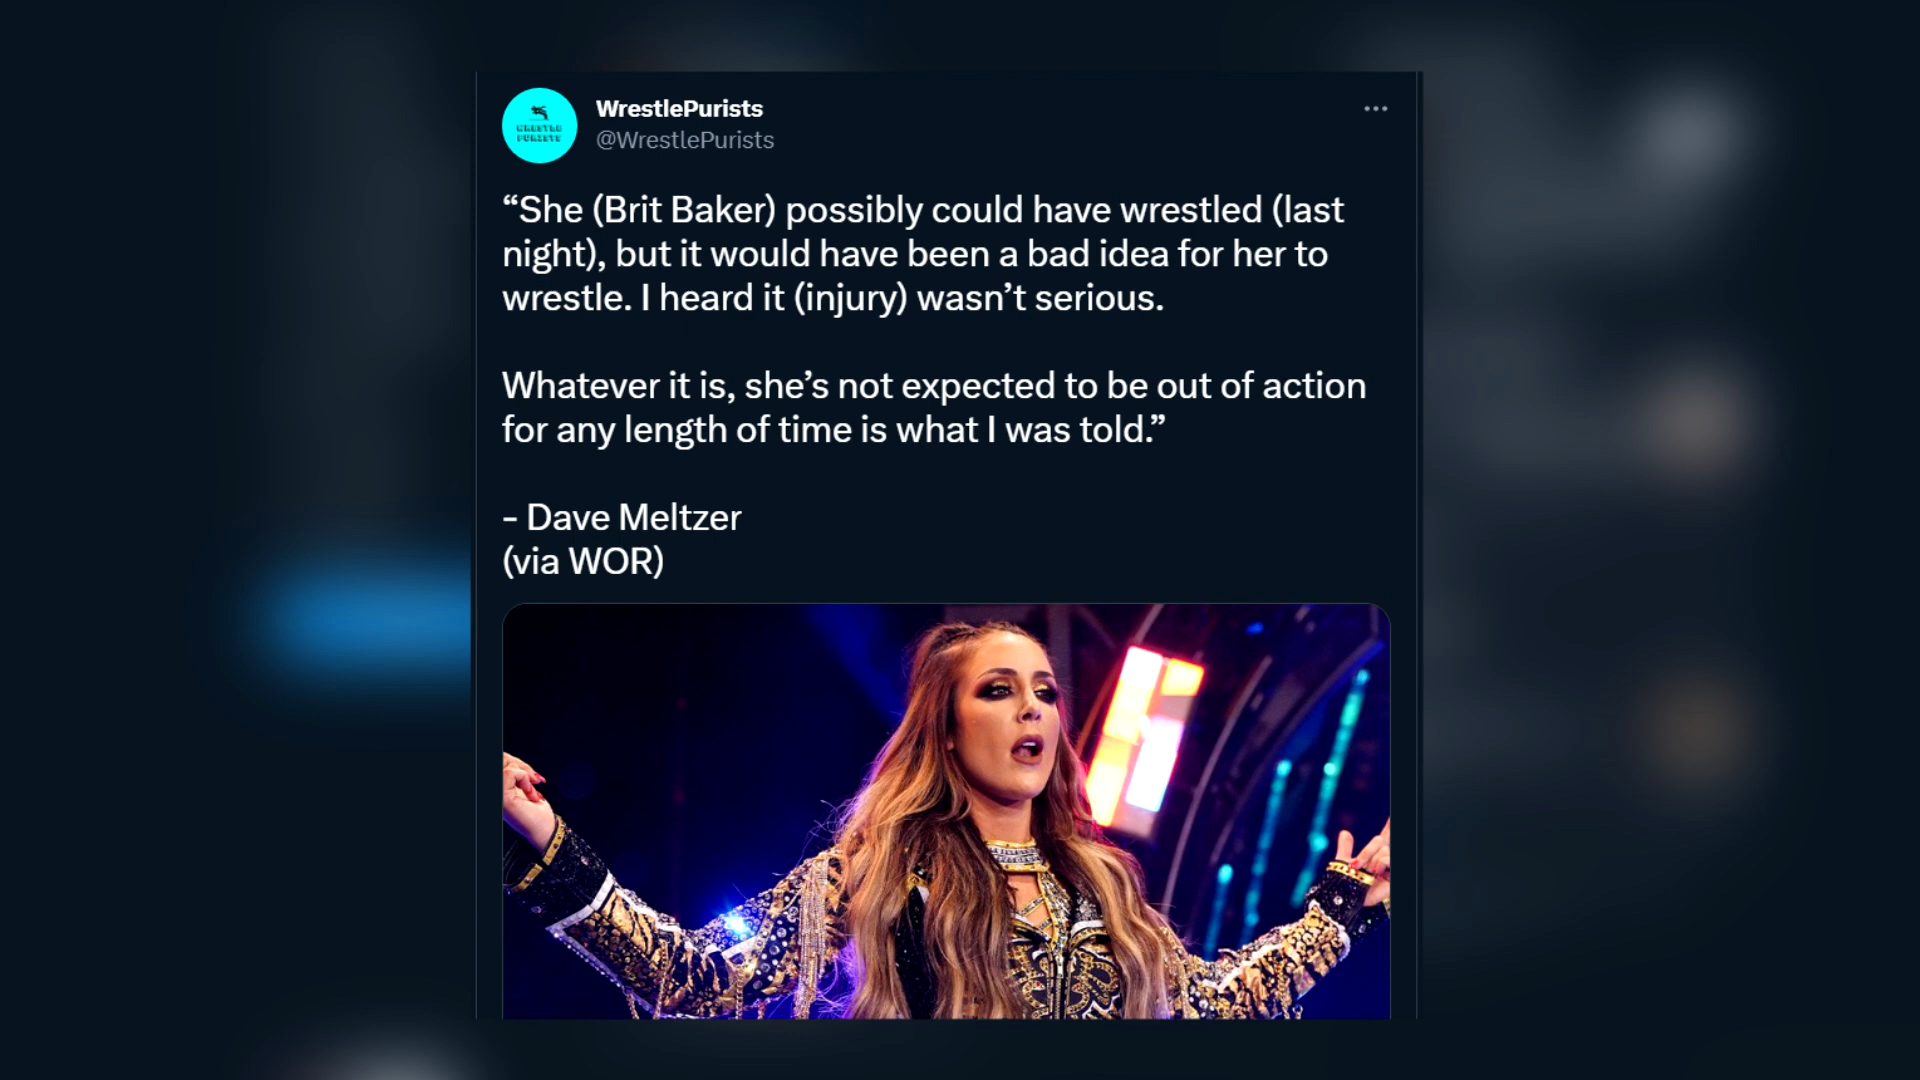 WRESTLE
PURISTS
WrestlePurists
@WrestlePurists
“She (Brit Baker) possibly could have wrestled (last
night), but it would have been a bad idea for her to
wrestle. I heard it (injury) wasn’t serious.
Whatever it is, she’s not expected to be out of action
for any length of time is what I was told.”
– Dave Meltzer
(via WOR)